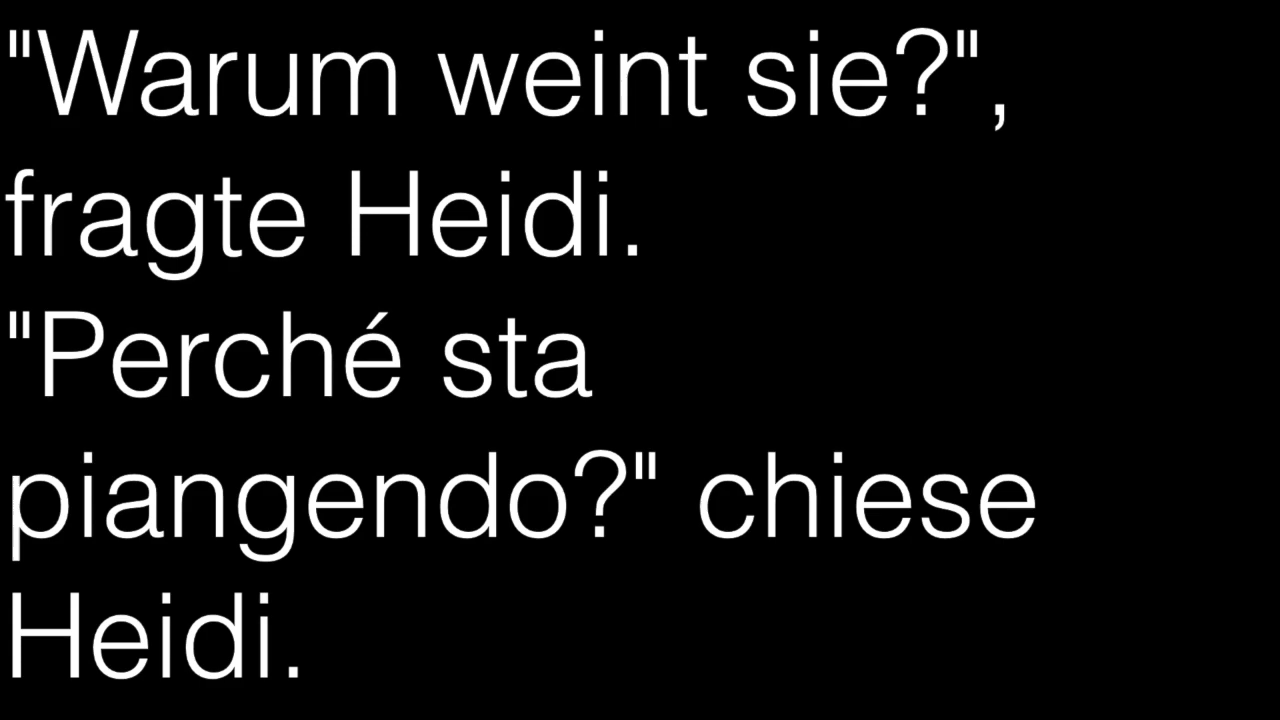 "Warum weint sie?",
fragte Heidi.
"Perché sta
piangendo?" chiese
Heidi.